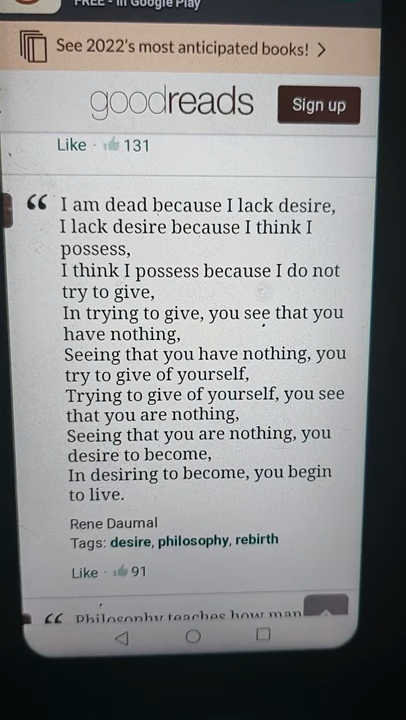 FREE - in Google Play
See 2022's most anticipated books! >
goodreads
Sign up
Like · 131
“ I am dead because I lack desire,
I lack desire because I think I
possess,
I think I possess because I do not
try to give,
In trying to give, you see that you
have nothing,
Seeing that you have nothing, you
try to give of yourself,
Trying to give of yourself, you see
that you are nothing,
Seeing that you are nothing, you
desire to become,
In desiring to become, you begin
to live.
Rene Daumal
Tags: desire, philosophy, rebirth
Like · 91
“ Philosophy teaches how man